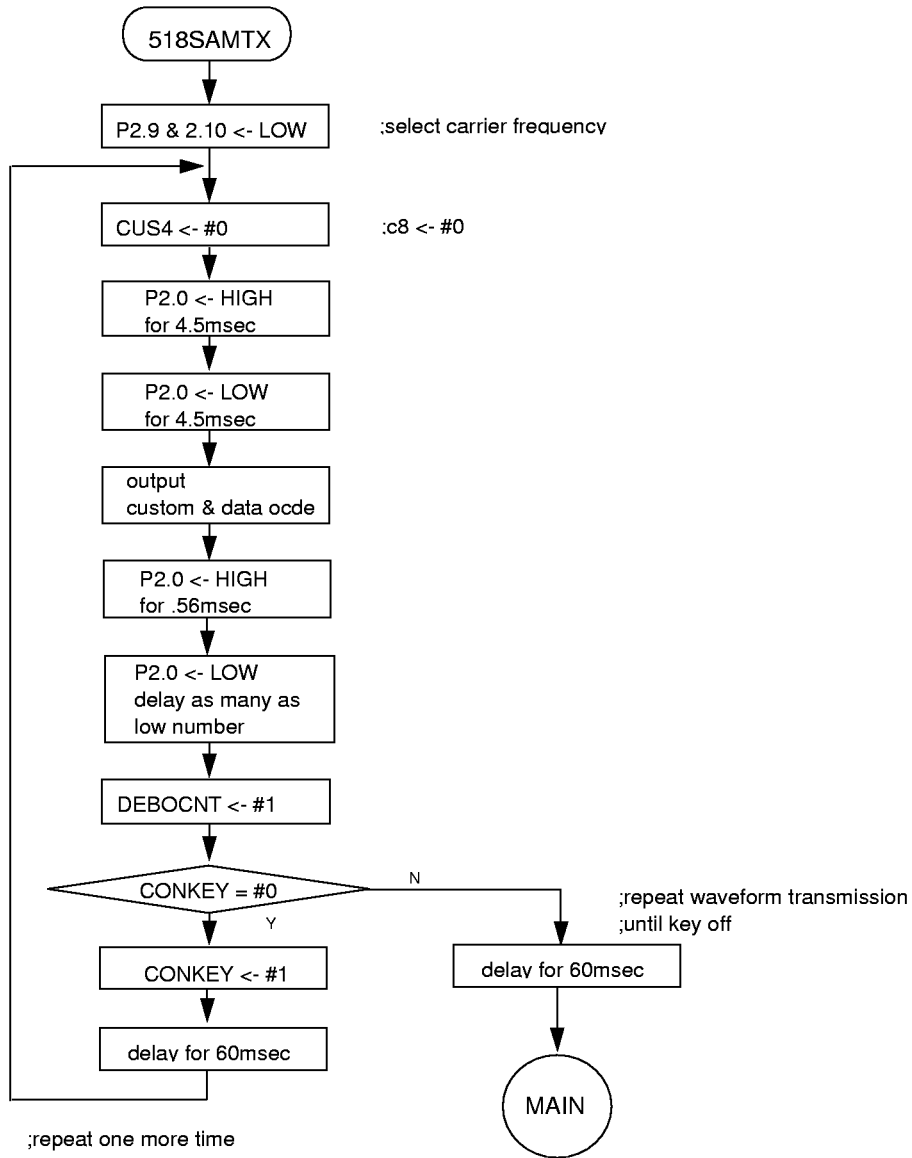 518SAMTX
P2.9 & 2.10 <- LOW
;select carrier frequency
CUS4 <- #0
;c8 <- #0
P2.0 <- HIGH
for 4.5msec
P2.0 <- LOW
for 4.5msec
output
custom & data ocde
P2.0 <- HIGH
for .56msec
P2.0 <- LOW
delay as many as
low number
DEBOCNT <- #1
CONKEY = #0
N
Y
;repeat waveform transmission
;until key off
CONKEY <- #1
delay for 60msec
delay for 60msec
MAIN
;repeat one more time